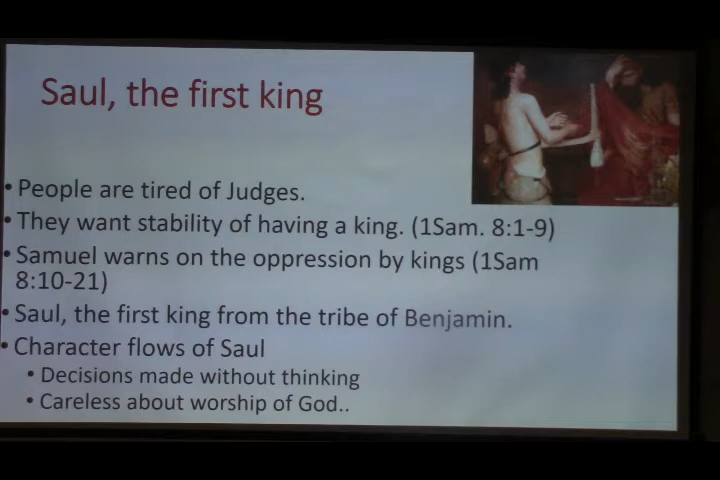 Saul, the first king
• People are tired of Judges.
• They want stability of having a king. (1Sam. 8:1-9)
• Samuel warns on the oppression by kings (1Sam
8:10-21)
• Saul, the first king from the tribe of Benjamin.
• Character flows of Saul
• Decisions made without thinking
• Careless about worship of God..